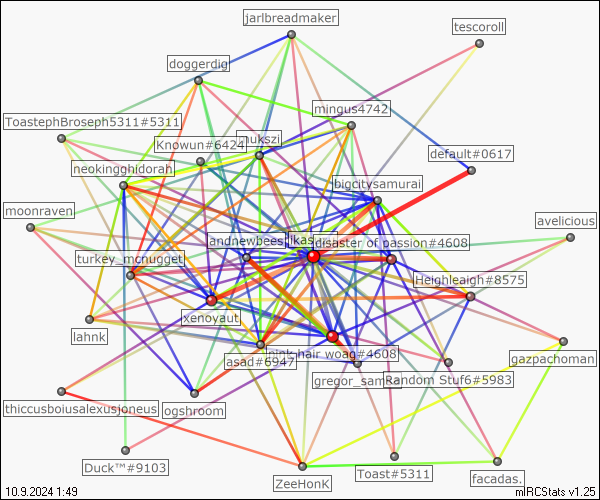 jarlbreadmaker
tescoroll
doggerdig
mingus4742
ToastephBroseph5311#5311
Knowun#6424
nukszi
default#0617
neokingghidorah
bigcitysamurai
moonraven
avelicious
andnewbees
disaster of passion#4608
turkey_mcnugget
Heighleaigh#8575
xenoyaut
lahnk
pink hair woag#4608
asad#6947
gazpachoman
gregor_sam
Random Stuf6#5983
thiccusboiusalexusjoneus
ogshroom
Duck™#9103
Toast#5311
facadas.
ZeeHonK
10.9.2024 1:49
mIRCStats v1.25